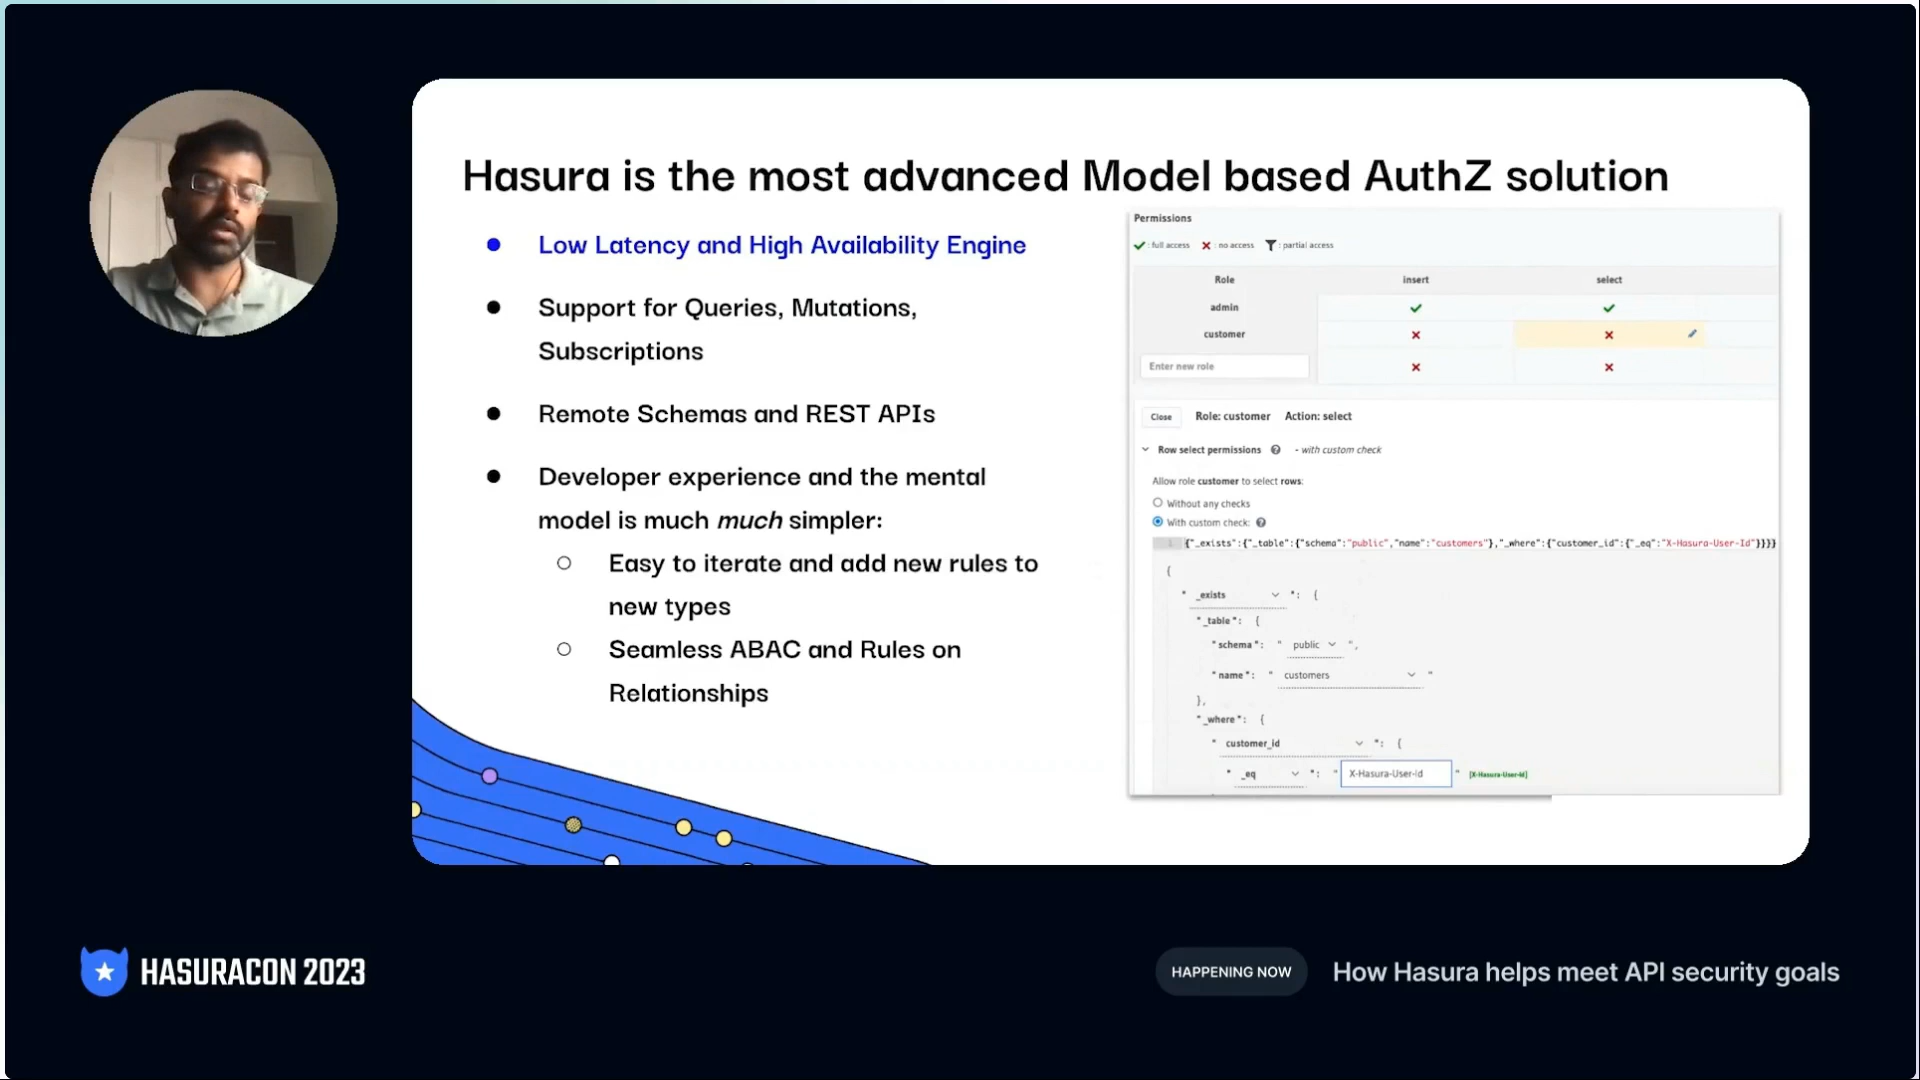 Hasura is the most advanced Model based AuthZ solution
Low Latency and High Availability Engine
Support for Queries, Mutations,
Subscriptions
Remote Schemas and REST APIs
Developer experience and the mental
model is much much simpler:
Easy to iterate and add new rules to
new types
Seamless ABAC and Rules on
Relationships
Permissions
: full access : no access : partial access
Role insert select
admin
customer
Enter new role
Close Role: customer Action: select
Row select permissions - with custom check
Allow role customer to select rows:
Without any checks
With custom check:
1 {"_exists":{"_table":{"schema":"public","name":"customers"},"_where":{"customer_id":{"_eq":"X-Hasura-User-Id"}}}}
{
" _exists ": {
"_table": {
"schema": " public ",
"name": " customers "
},
"_where": {
" customer_id ": {
" _eq ": " X-Hasura-User-Id " [X-Hasura-User-Id]
HASURACON 2023
HAPPENING NOW How Hasura helps meet API security goals